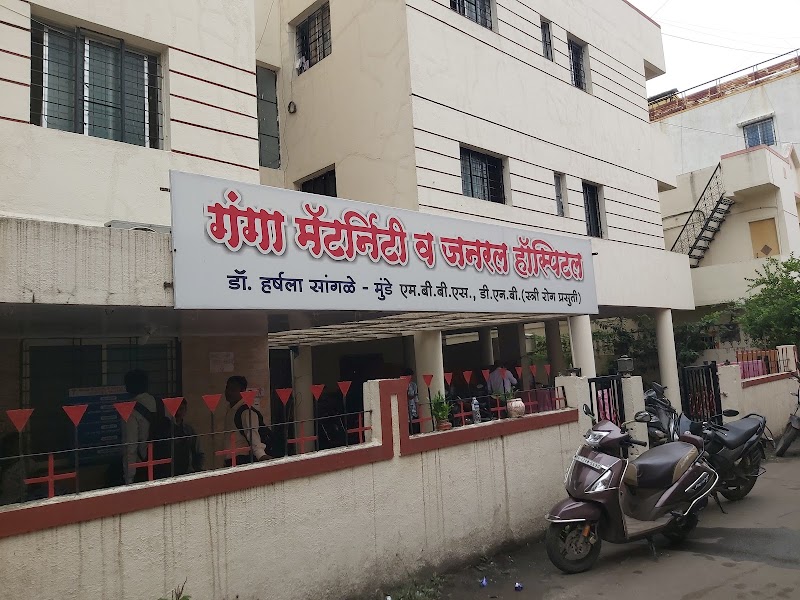 गंगा मॅटर्निटी व जनरल हॉस्पिटल
डॉ. हर्षला सांगळे - मुंडे एम.बी.बी.एस., डी.एन.बी.(स्त्री रोग प्रसुती)